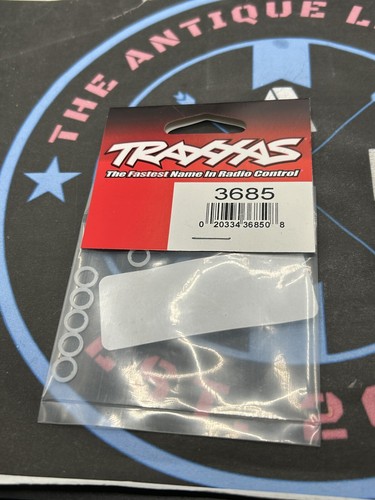 THE ANTIQUE L
TRAXXAS
The Fastest Name In Radio Control
3685
0 20334 36850 8